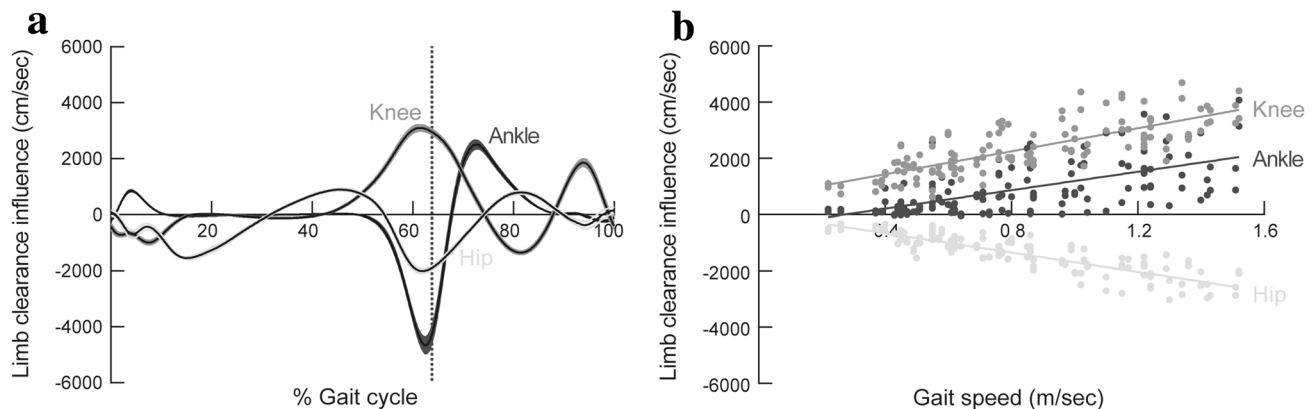 a
Limb clearance influence (cm/sec)
6000
4000
2000
0
-2000
-4000
-6000
20
40
60
80
100
Knee
Ankle
Hip
% Gait cycle
b
Limb clearance influence (cm/sec)
6000
4000
2000
0
-2000
-4000
-6000
0.4
0.8
1.2
1.6
Knee
Ankle
Hip
Gait speed (m/sec)